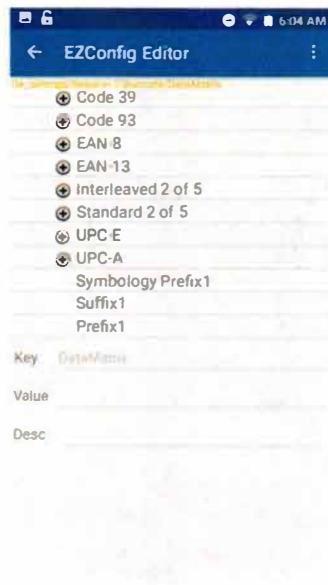 6:04 AM
EZConfig Editor
Code 39
Code 93
EAN-8
EAN-13
Interleaved 2 of 5
Standard 2 of 5
UPC-E
UPC-A
Symbology Prefix1
Suffix1
Prefix1
Key DataMatrix
Value
Desc